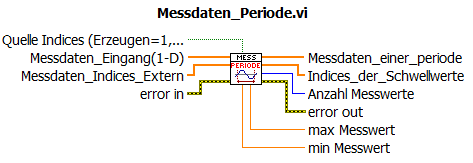 Messdaten_Periode.vi
Quelle Indices (Erzeugen=1,...
Messdaten_Eingang(1-D)
Messdaten_Indices_Extern
error in
MESS
PERIODE
Messdaten_einer_periode
Indices_der_Schwellwerte
Anzahl Messwerte
error out
max Messwert
min Messwert